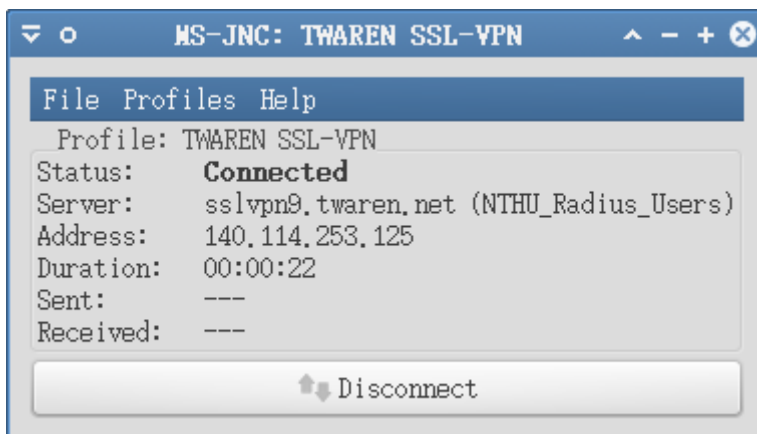 MS-JNC: TWAREN SSL-VPN
File Profiles Help
Profile: TWAREN SSL-VPN
Status: Connected
Server: sslvpn9.twaren.net (NTHU_Radius_Users)
Address: 140.114.253.125
Duration: 00:00:22
Sent: ---
Received: ---
Disconnect